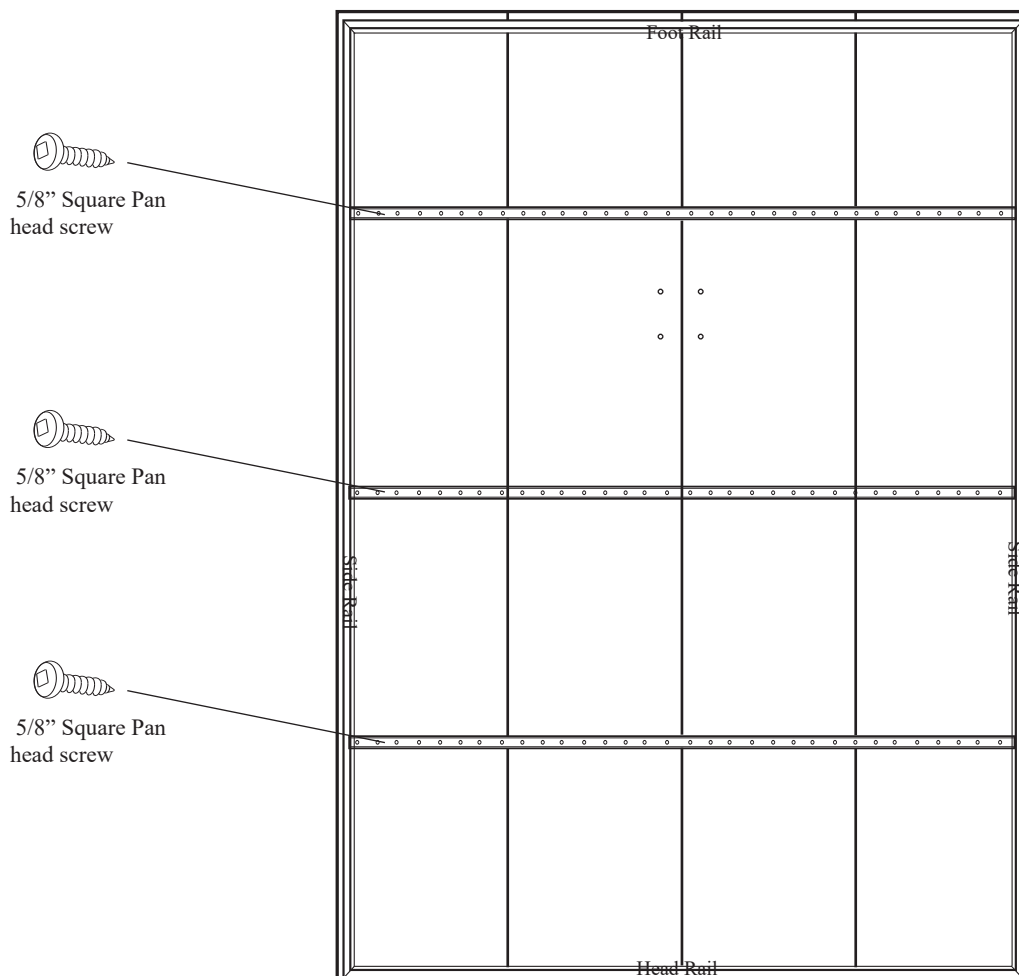 Foot Rail
5/8” Square Pan
head screw
5/8” Square Pan
head screw
Side Rail
Side Rail
5/8” Square Pan
head screw
Head Rail